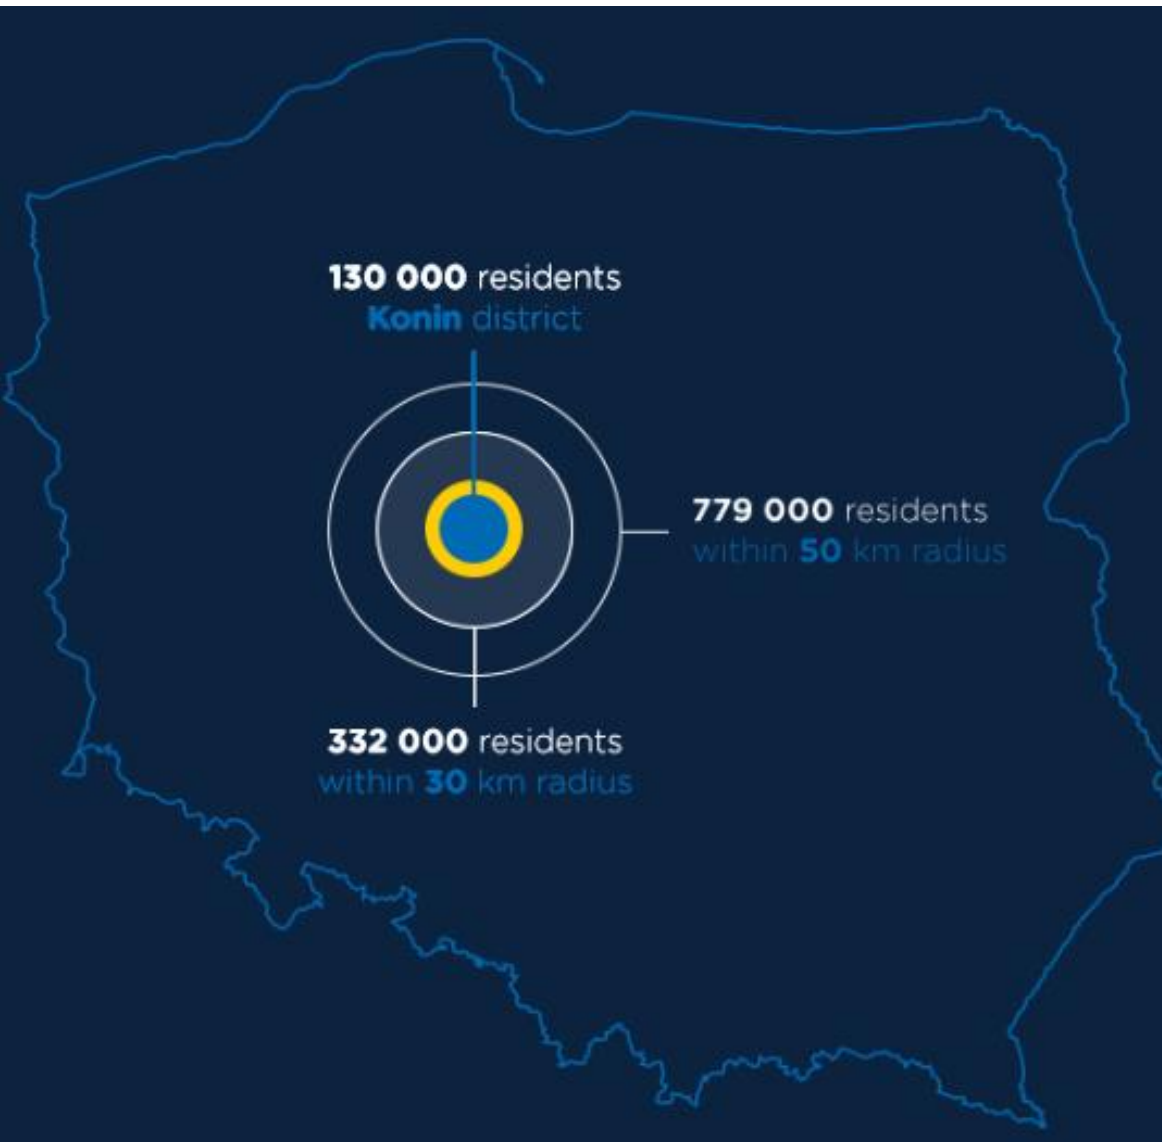 130 000 residents
Konin district
779 000 residents
within 50 km radius
332 000 residents
within 30 km radius